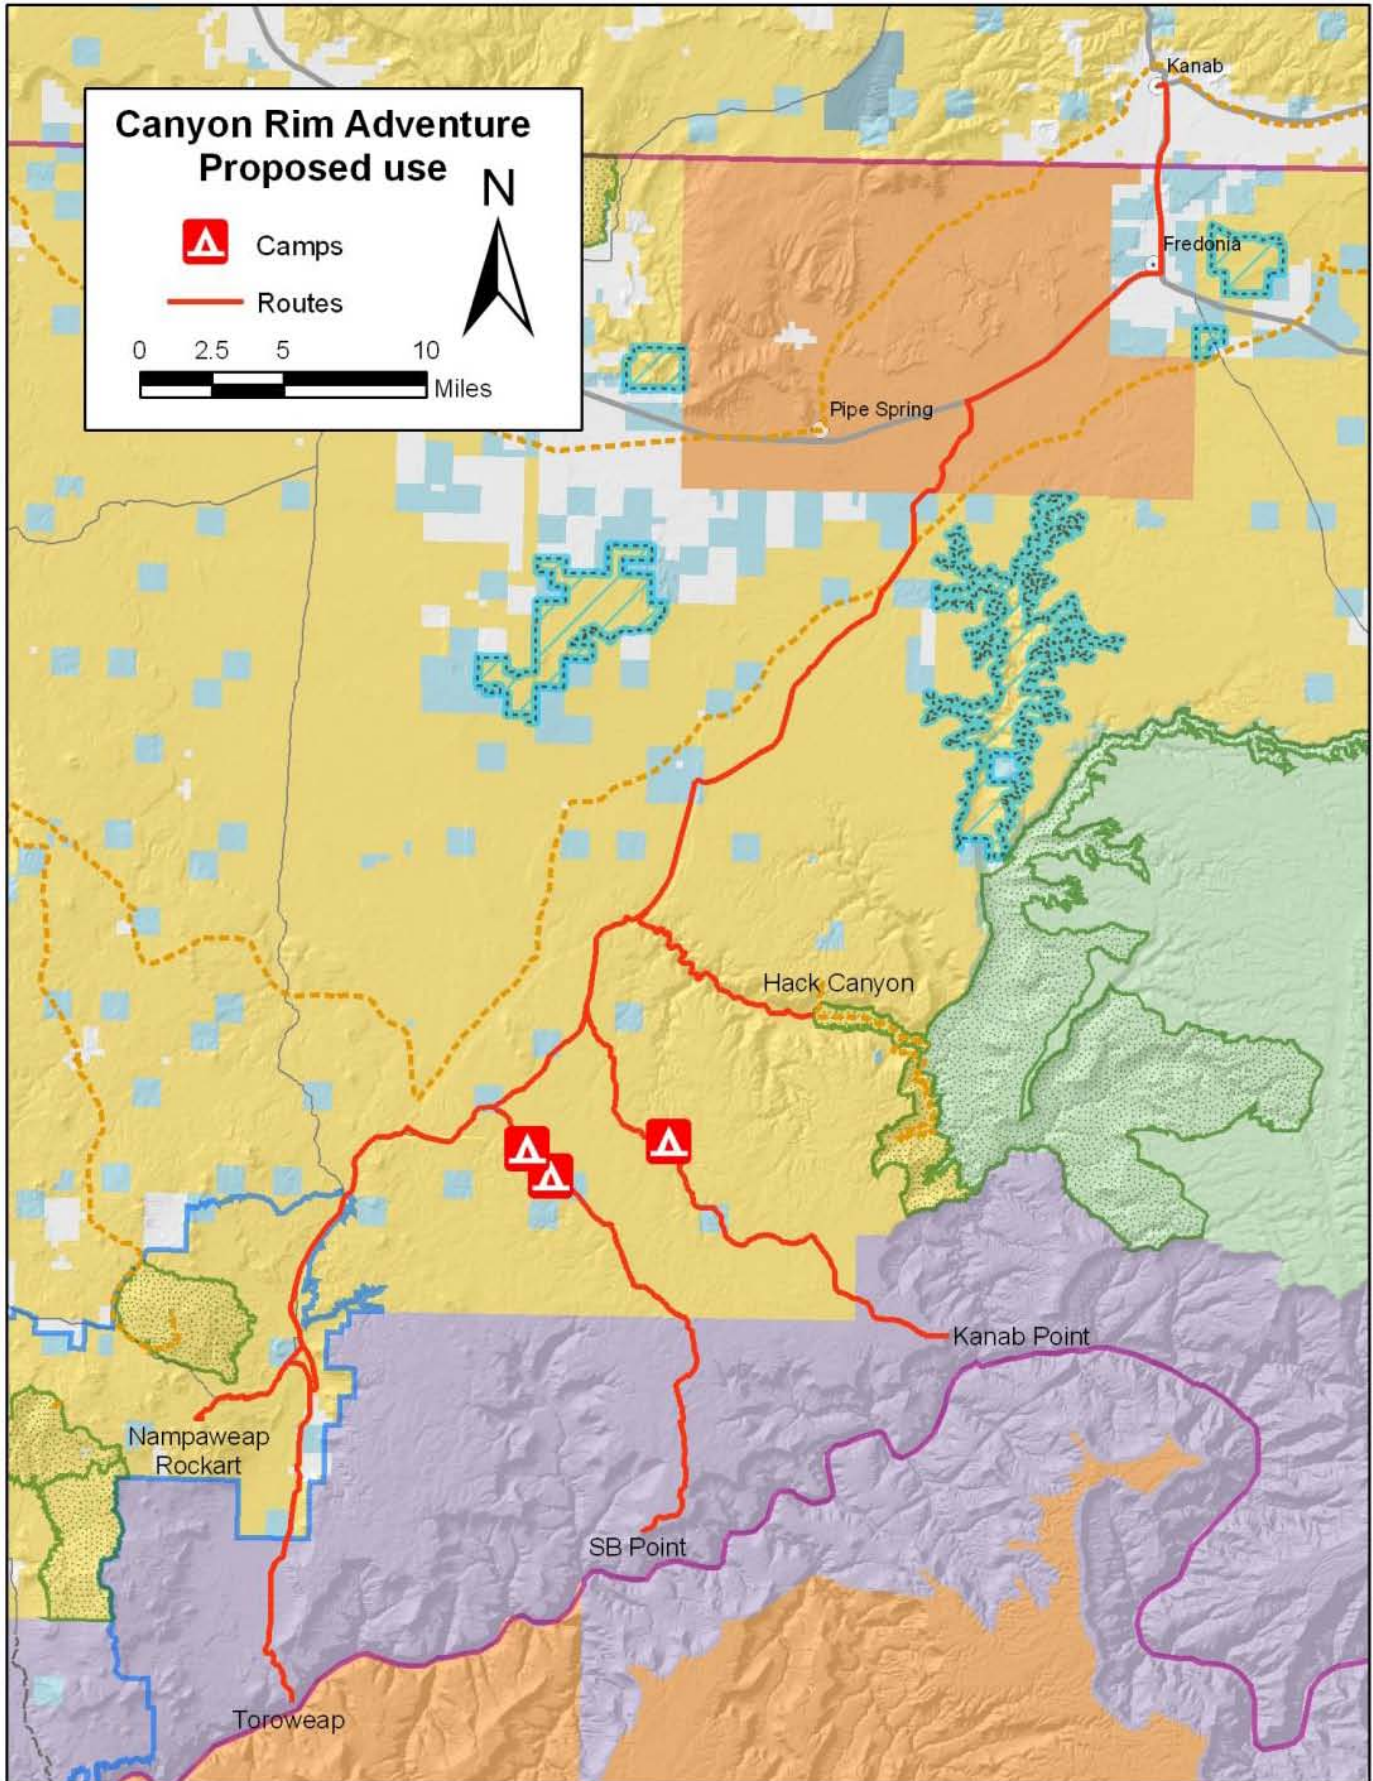 Kanab
Canyon Rim Adventure
Proposed use
N
Camps
Routes
0 2.5 5 10
Miles
Fredonia
Pipe Spring
Hack Canyon
Kanab Point
Nampaweap
Rockart
SB Point
Toroweap